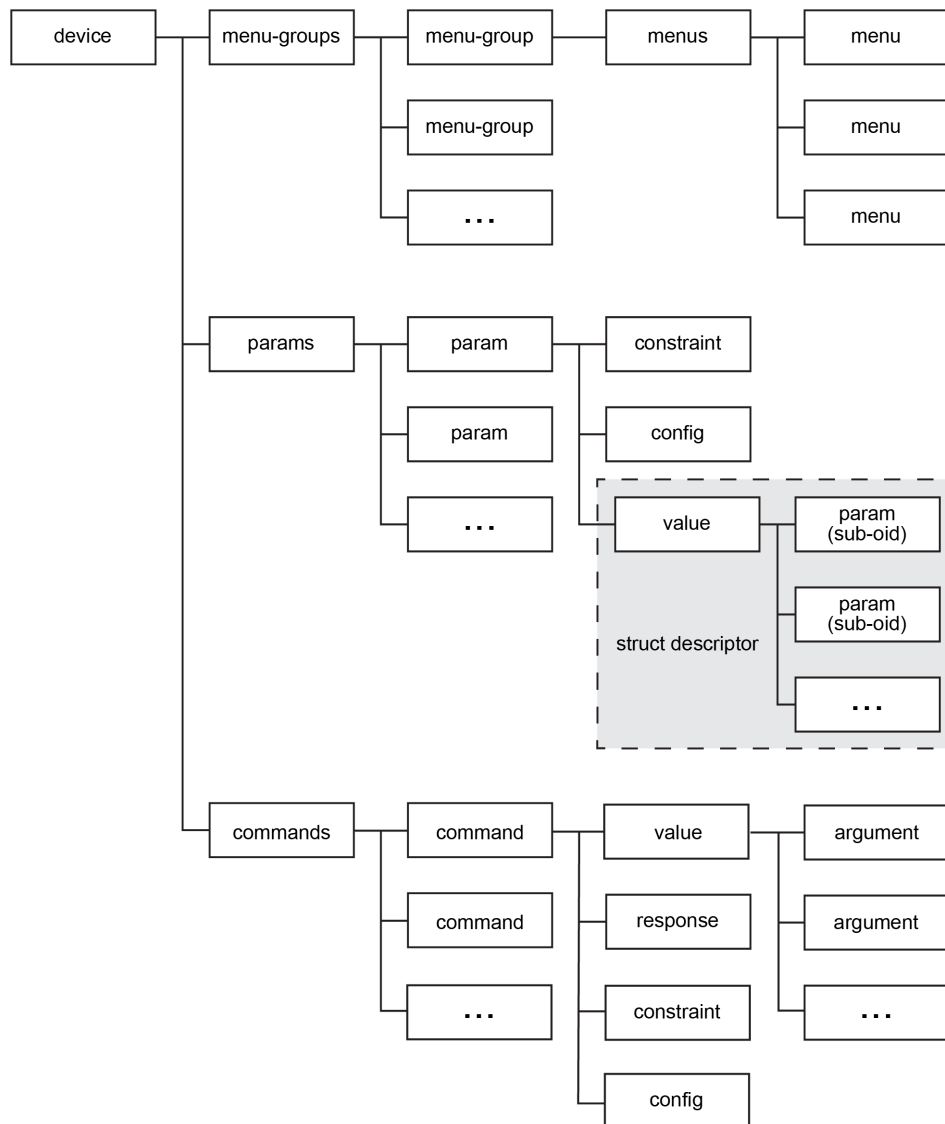 device
menu-groups
menu-group
menus
menu
menu-group
menu
...
menu
params
param
constraint
param
config
...
value
param
(sub-oid)
param
(sub-oid)
struct descriptor
...
commands
command
value
argument
command
response
argument
...
constraint
...
config